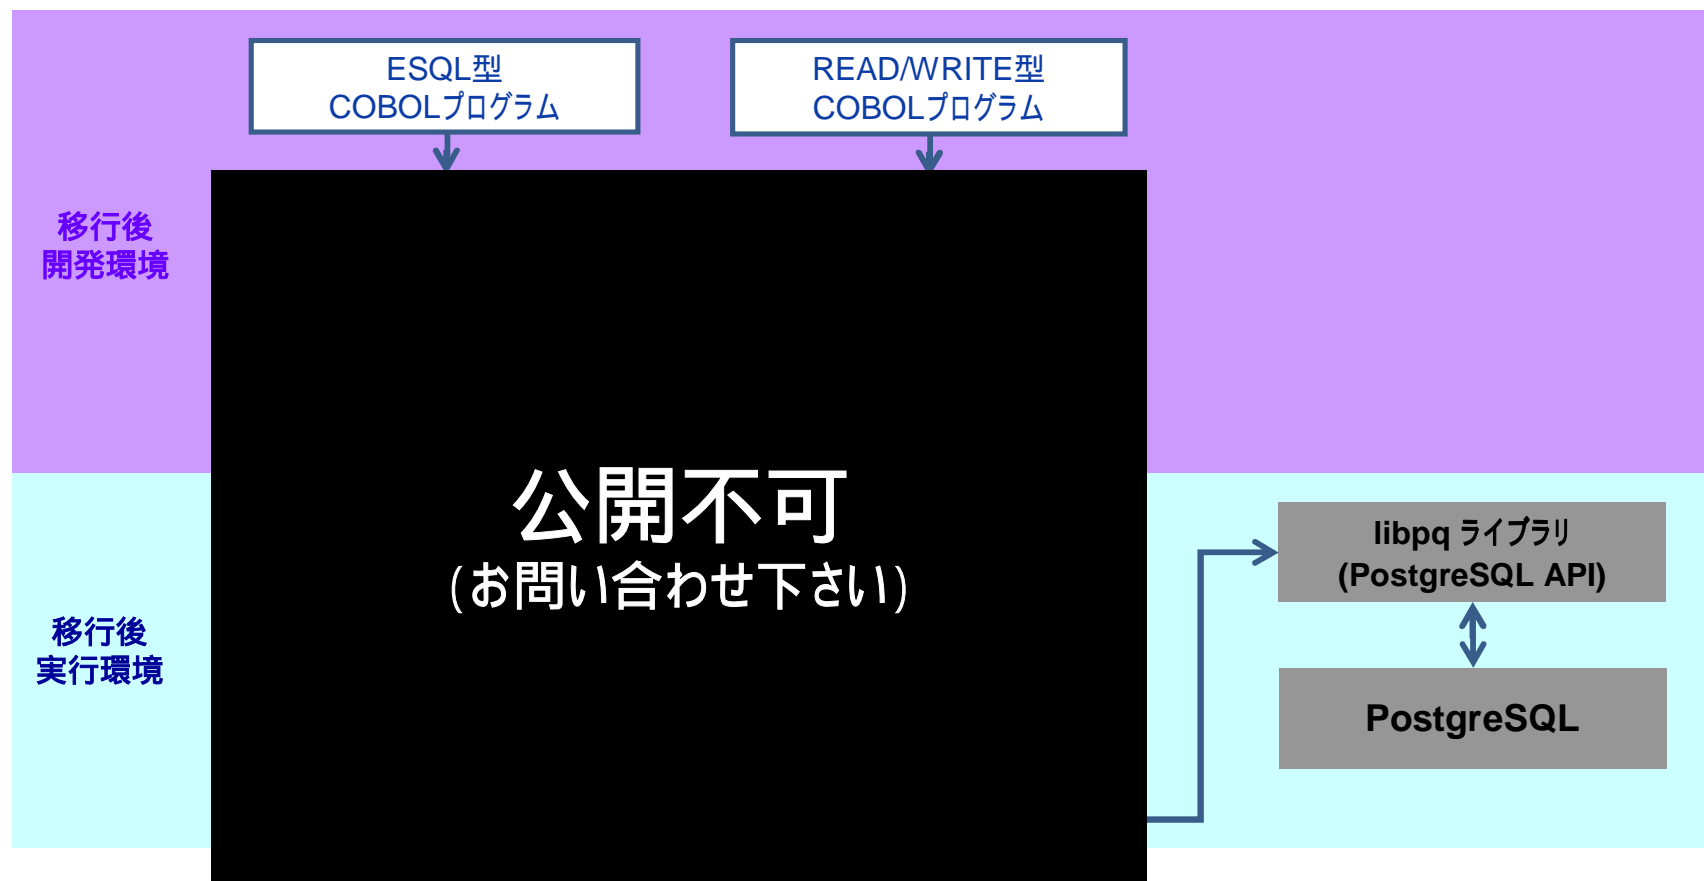 ESQL型
COBOLプログラム
READ/WRITE型
COBOLプログラム
移行後
開発環境
公開不可
(お問い合わせ下さい)
libpq ライブラリ
(PostgreSQL API)
移行後
実行環境
PostgreSQL